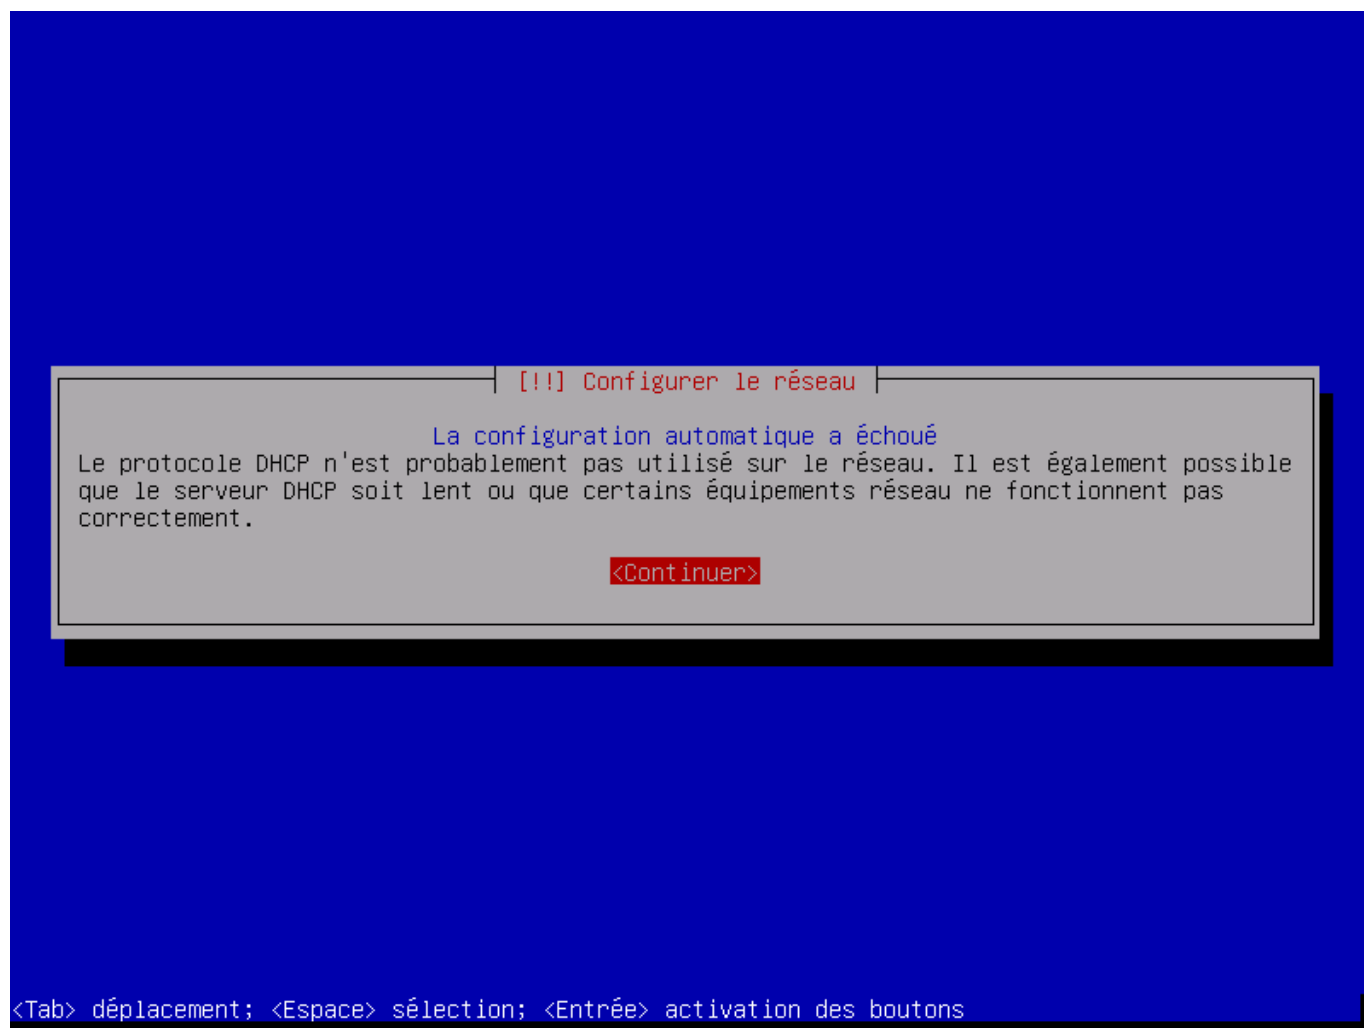 [!!] Configurer le réseau
La configuration automatique a échoué
Le protocole DHCP n'est probablement pas utilisé sur le réseau. Il est également possible
que le serveur DHCP soit lent ou que certains équipements réseau ne fonctionnent pas
correctement.
<Continuer>
<Tab> déplacement; <Espace> sélection; <Entrée> activation des boutons